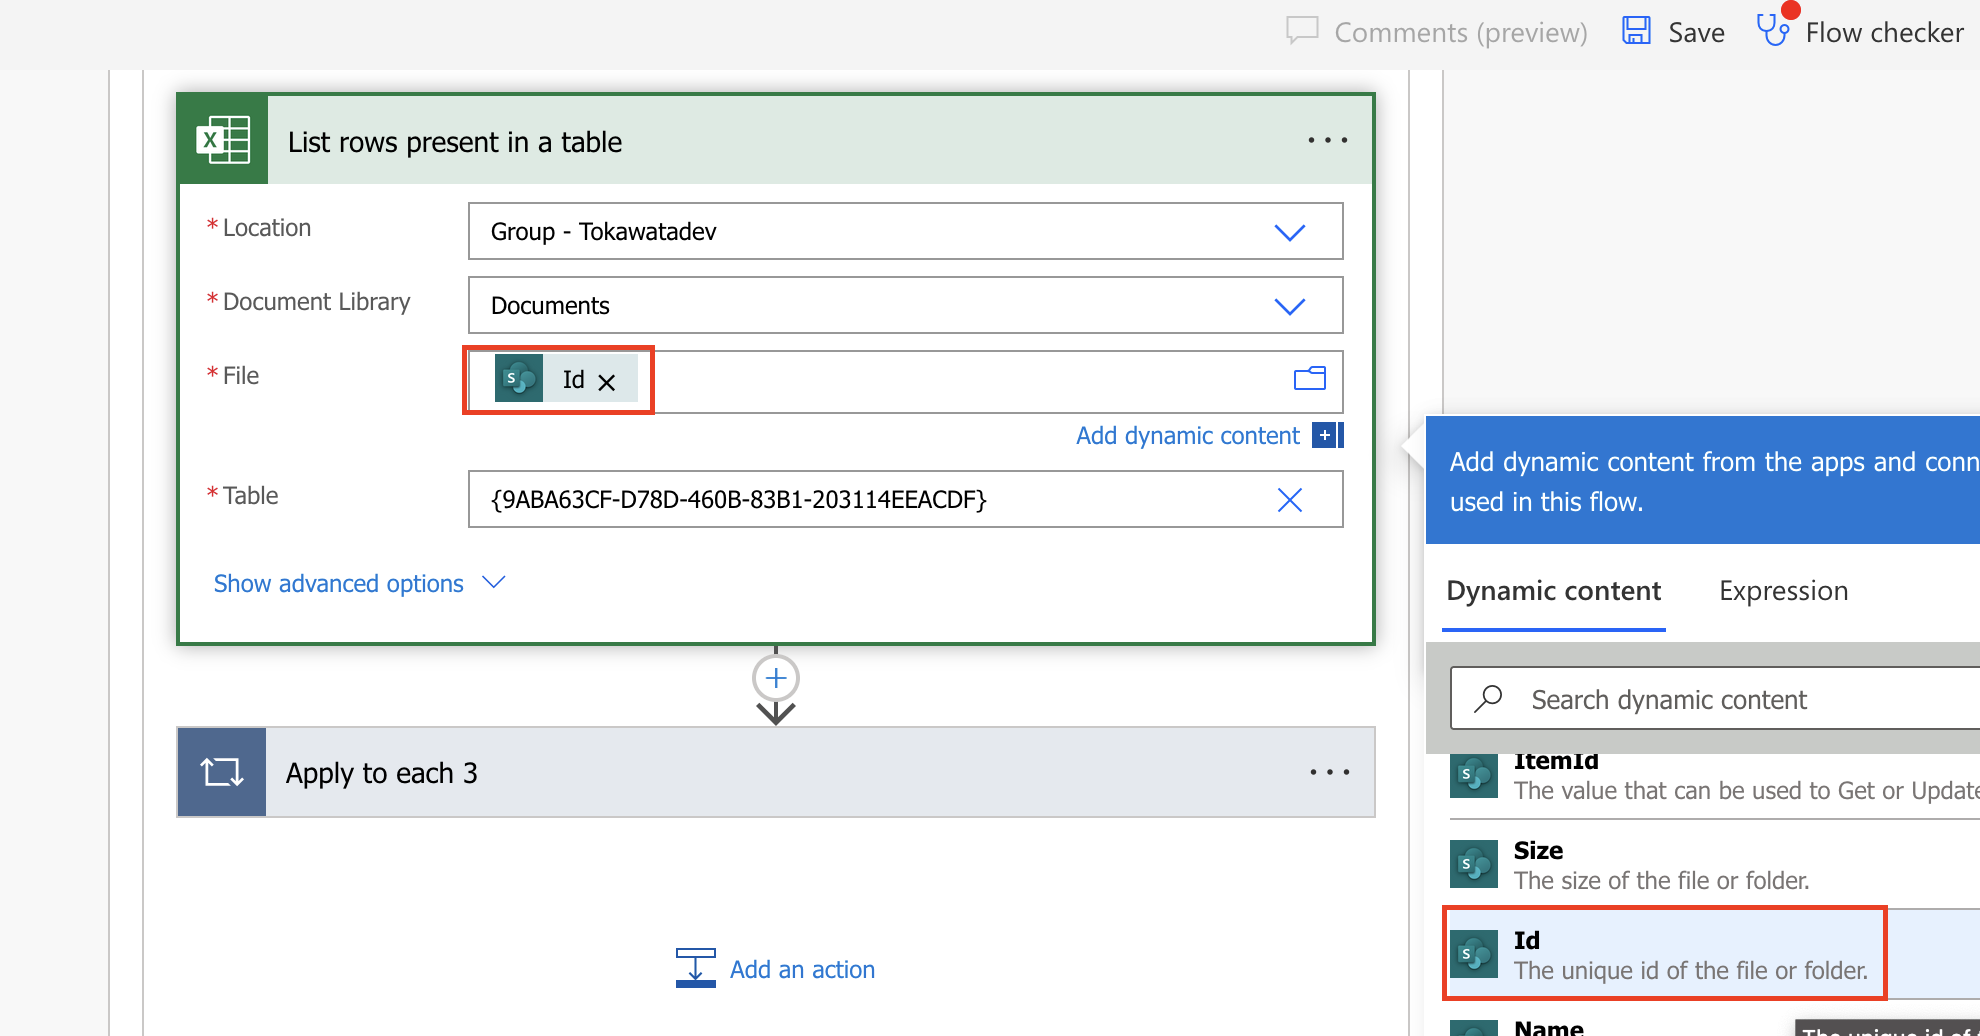 Comments (preview)
Save
Flow checker
List rows present in a table
* Location
Group - Tokawatadev
* Document Library
Documents
* File
Id
Add dynamic content
* Table
{9ABA63CF-D78D-460B-83B1-203114EEACDF}
Show advanced options
Apply to each 3
Add an action
Add dynamic content from the apps and conn
used in this flow.
Dynamic content
Expression
Search dynamic content
ItemId
The value that can be used to Get or Update
Size
The size of the file or folder.
Id
The unique id of the file or folder.
Name
The unique id of